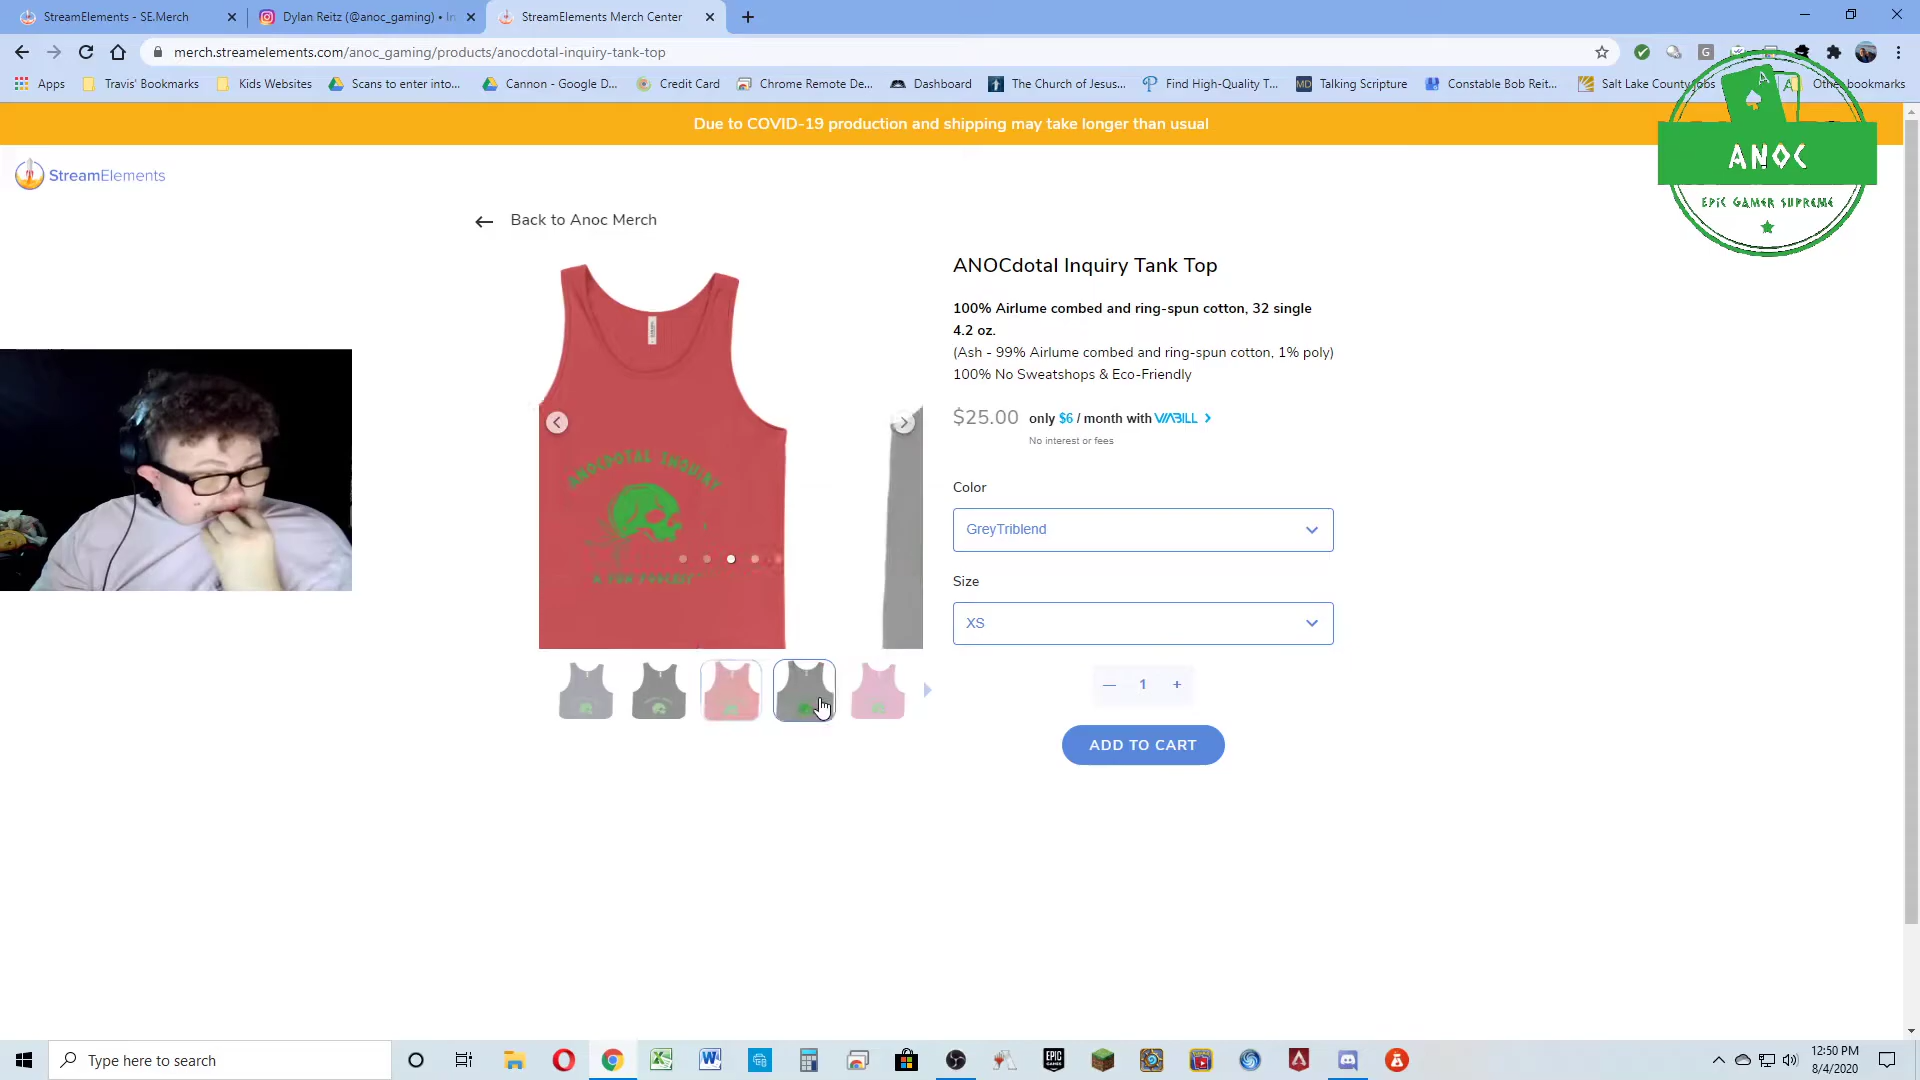 StreamElements - SE.Merch
Dylan Reitz (@anoc_gaming) • In
StreamElements Merch Center
merch.streamelements.com/anoc_gaming/products/anocdotal-inquiry-tank-top
Apps
Travis' Bookmarks
Kids Websites
Scans to enter into...
Cannon - Google D...
Credit Card
Chrome Remote De...
Dashboard
The Church of Jesus...
Find High-Quality T...
Talking Scripture
Constable Bob Reit...
Salt Lake County Jobs
Other bookmarks
Due to COVID-19 production and shipping may take longer than usual
ANOC
EPIC GAMER SUPREME
StreamElements
Back to Anoc Merch
ANOCdotal Inquiry Tank Top
100% Airlume combed and ring-spun cotton, 32 single
4.2 oz.
(Ash - 99% Airlume combed and ring-spun cotton, 1% poly)
100% No Sweatshops & Eco-Friendly
$25.00 only $6 / month with VIABILL
No interest or fees
ANOCDOTAL INQUIRY
Color
GreyTriblend
Size
XS
— 1 +
ADD TO CART
Type here to search
12:50 PM
8/4/2020